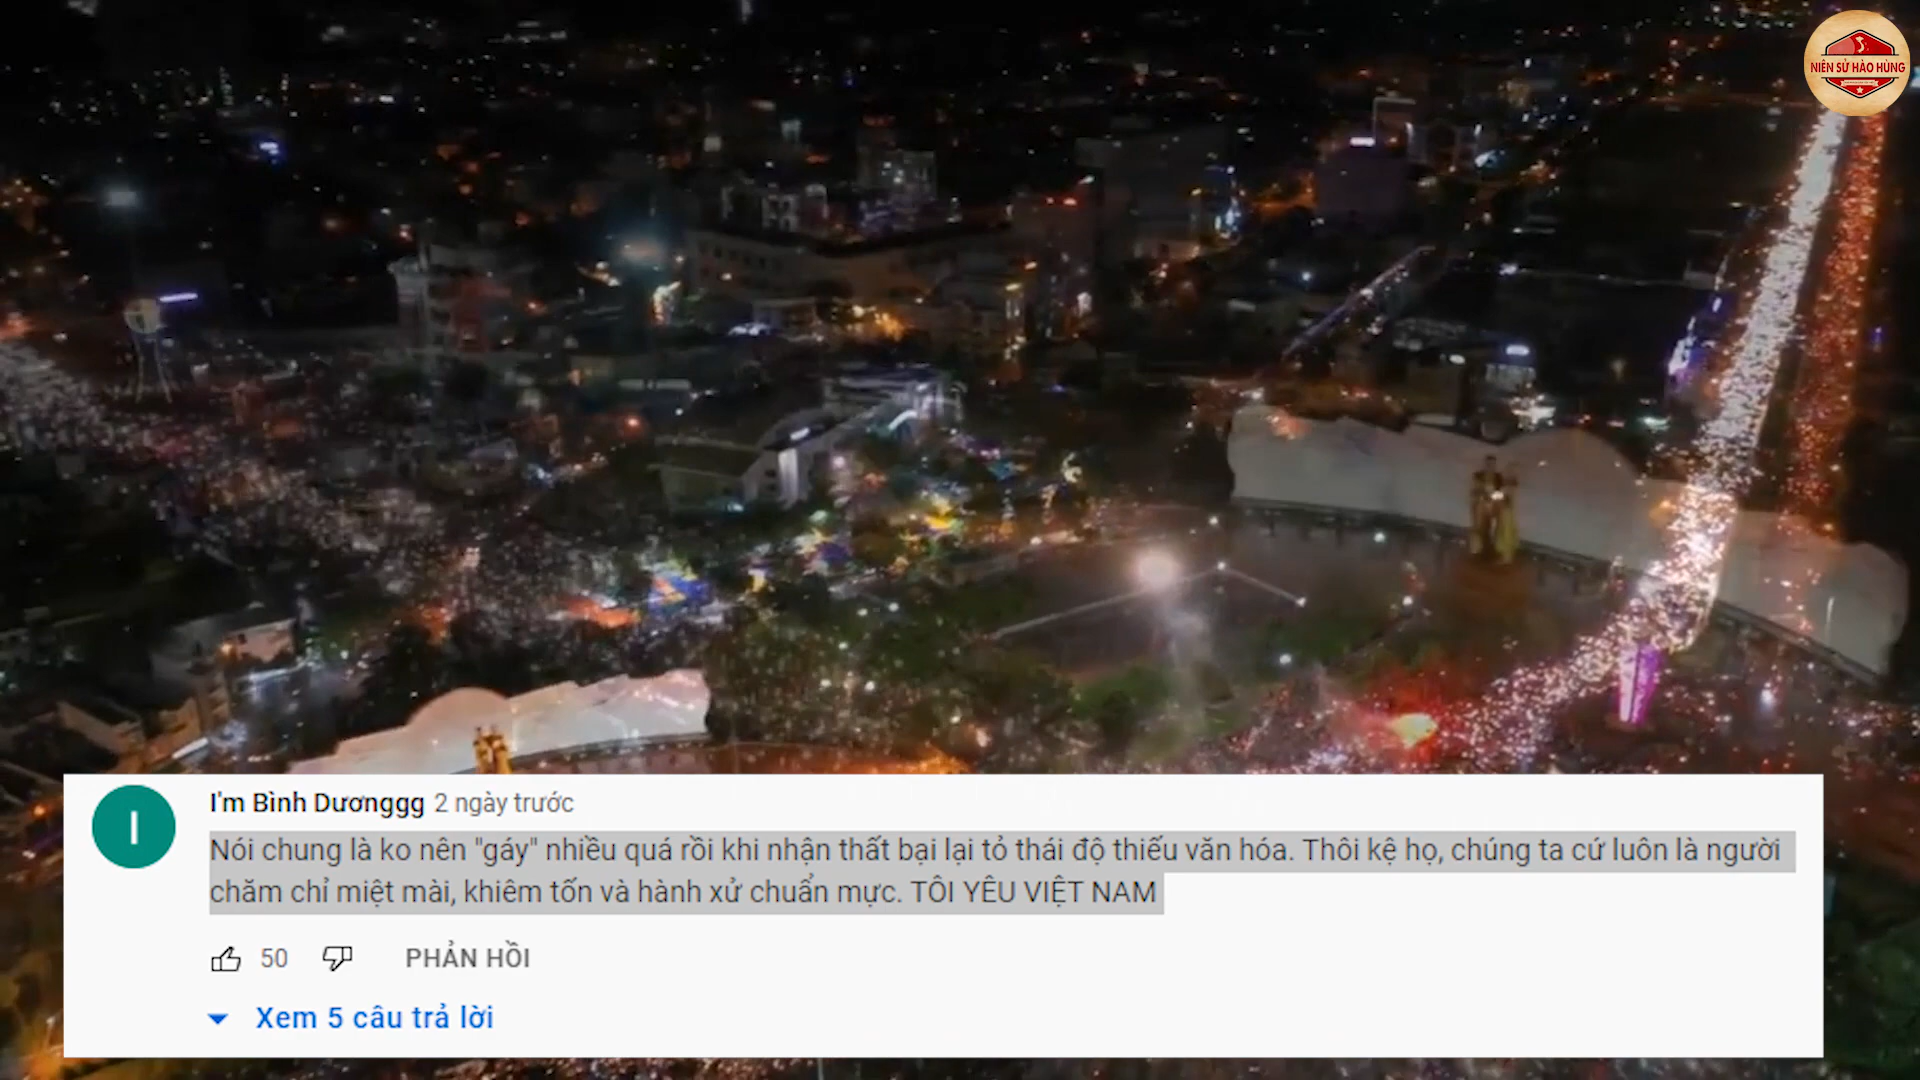 NIÊN SỬ HÀO HÙNG
I'm Bình Dươnggg 2 ngày trước
Nói chung là ko nên "gáy" nhiều quá rồi khi nhận thất bại lại tỏ thái độ thiếu văn hóa. Thôi kệ họ, chúng ta cứ luôn là người
chăm chỉ miệt mài, khiêm tốn và hành xử chuẩn mực. TÔI YÊU VIỆT NAM
50 PHẢN HỒI
Xem 5 câu trả lời